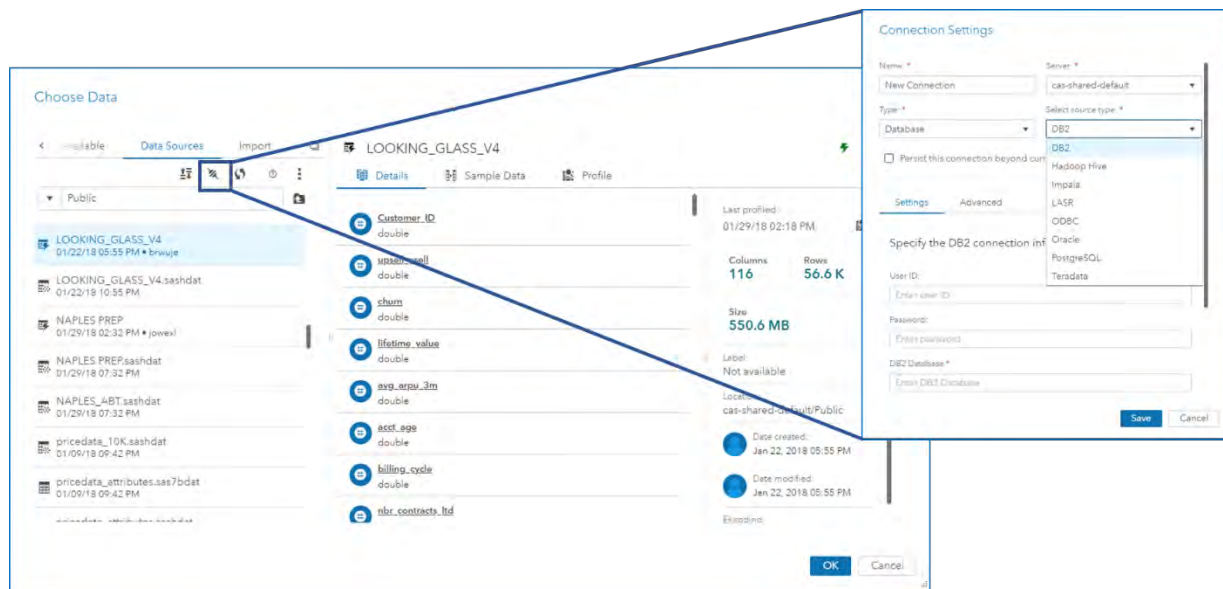 Choose Data
Data Sources
Import
Public
LOOKING_GLASS_V4
01/22/18 05:55 PM • brwuje
LOOKING_GLASS_V4.sashdat
01/22/18 10:55 PM
NAPLES PREP
01/29/18 02:32 PM • jowexl
NAPLES PREP.sashdat
01/29/18 07:32 PM
NAPLES_ABT.sashdat
01/29/18 07:32 PM
pricedata_10K.sashdat
01/09/18 09:42 PM
pricedata_attributes.sas7bdat
01/09/18 09:42 PM
LOOKING_GLASS_V4
Details
Sample Data
Profile
Customer_ID
double
double
churn
double
lifetime_value
double
avg_arpu_3m
double
acct_age
double
billing_cycle
double
nbr_contracts_ltd
Last profiled:
01/29/18 02:18 PM
Columns
116
Rows
56.6 K
Size
550.6 MB
Label:
Not available
Location:
cas-shared-default/Public
Date created:
Jan 22, 2018 05:55 PM
Date modified:
Jan 22, 2018 05:55 PM
OK
Cancel
Connection Settings
Name: *
New Connection
Server: *
cas-shared-default
Type: *
Database
Select source type: *
DB2
DB2
Hadoop Hive
Impala
LASR
ODBC
Oracle
PostgreSQL
Teradata
Persist this connection beyond
Settings
Advanced
Specify the DB2 connection
User ID:
Enter user ID
Password:
Enter password
DB2 Database *
Enter DB2 Database
Save
Cancel